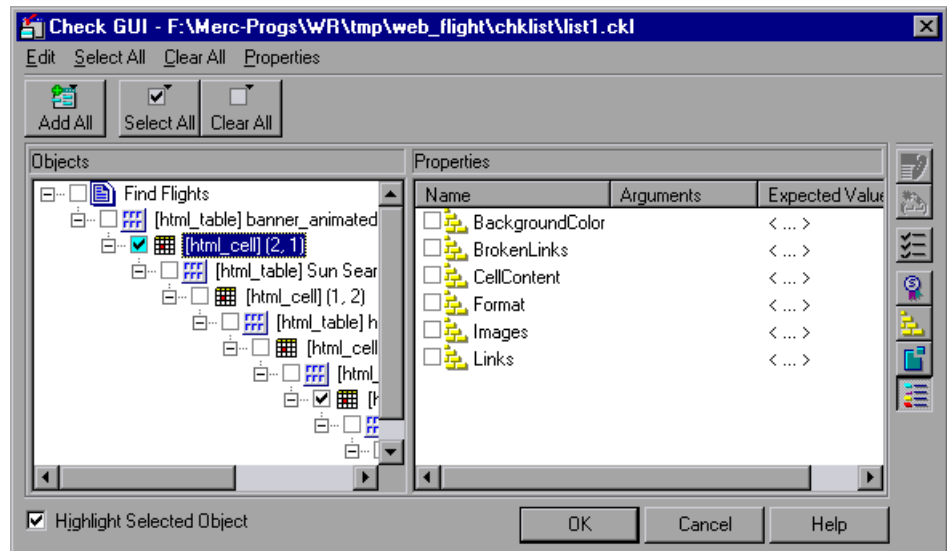 Check GUI - F:\Merc-Progs\WR\tmp\web_flight\chklist\list1.ckl
Edit Select All Clear All Properties
Add All Select All Clear All
Objects
Find Flights
[html_table] banner_animated
[html_cell] (2, 1)
[html_table] Sun Sear
[html_cell] (1, 2)
[html_table] h
[html_cell
[html_
[h
Properties
Name Arguments Expected Value
BackgroundColor < ... >
BrokenLinks < ... >
CellContent < ... >
Format < ... >
Images < ... >
Links < ... >
Highlight Selected Object
OK Cancel Help